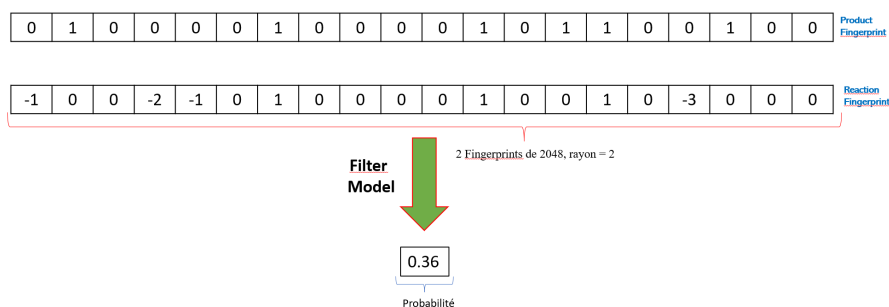 0 1 0 0 0 0 1 0 0 0 0 1 0 1 1 0 0 1 0 0
Product
Fingerprint
-1 0 0 -2 -1 0 1 0 0 0 0 1 0 0 1 0 -3 0 0 0
Reaction
Fingerprint
2 Fingerprints de 2048, rayon = 2
Filter
Model
0.36
Probabilité